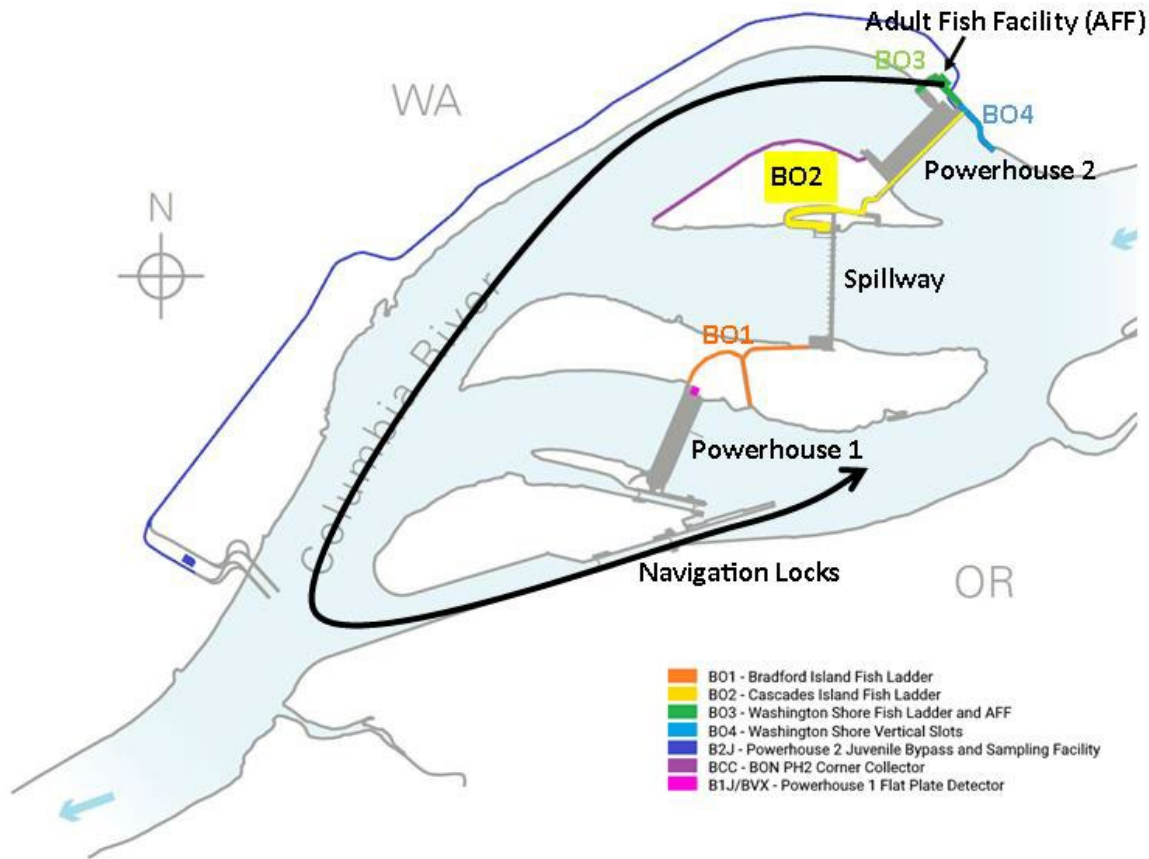 Adult Fish Facility (AFF)
BO3
WA
BO4
Powerhouse 2
BO2
N
Spillway
Columbia River
BO1
Powerhouse 1
Navigation Locks
OR
BO1 - Bradford Island Fish Ladder
BO2 - Cascades Island Fish Ladder
BO3 - Washington Shore Fish Ladder and AFF
BO4 - Washington Shore Vertical Slots
B2J - Powerhouse 2 Juvenile Bypass and Sampling Facility
BCC - BON PH2 Corner Collector
B1J/BVX - Powerhouse 1 Flat Plate Detector